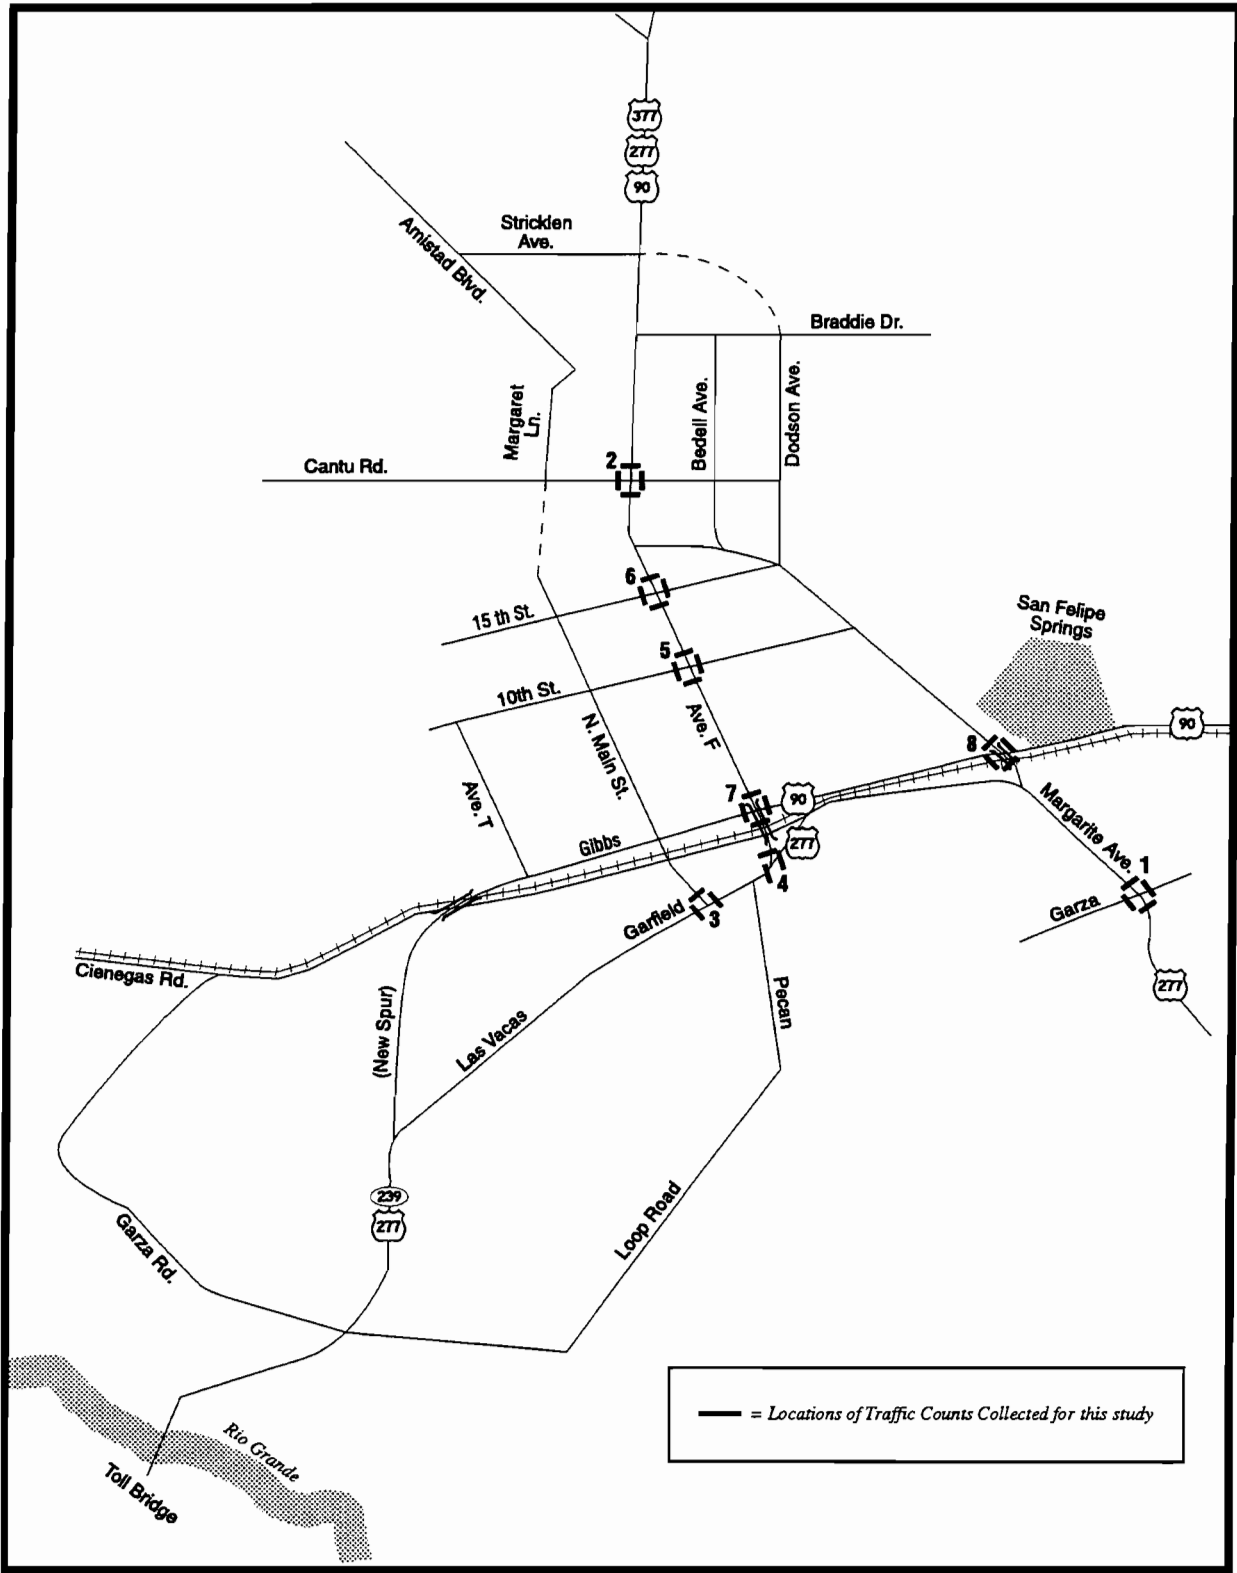 377
277
90
Stricklen
Ave.
Amistad Blvd.
Braddie Dr.
Margaret
Ln.
Bedell Ave.
Dodson Ave.
Cantu Rd.
2
6
15 th St.
San Felipe
Springs
5
10th St.
N. Main St.
Ave. F
90
8
Ave. T
7
90
Margarite Ave.
Gibbs
277
1
4
Garza
Garfield
3
Cienegas Rd.
277
(New Spur)
Pecan
Las Vacas
239
277
Garza Rd.
Loop Road
= Locations of Traffic Counts Collected for this study
Rio Grande
Toll Bridge